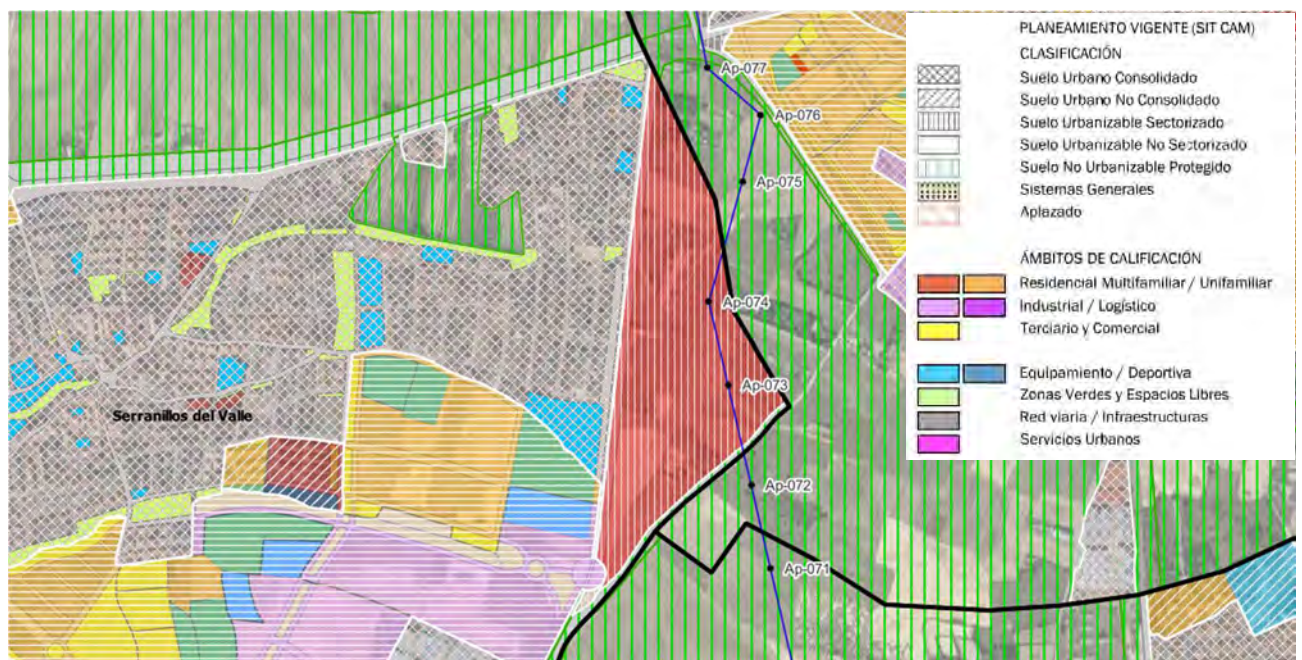 PLANEAMIENTO VIGENTE (SIT CAM)
CLASIFICACIÓN
Suelo Urbano Consolidado
Suelo Urbano No Consolidado
Suelo Urbanizable Sectorizado
Suelo Urbanizable No Sectorizado
Suelo No Urbanizable Protegido
Sistemas Generales
Aplazado
ÁMBITOS DE CALIFICACIÓN
Residencial Multifamiliar / Unifamiliar
Industrial / Logístico
Terciario y Comercial
Equipamiento / Deportiva
Zonas Verdes y Espacios Libres
Red viaria / Infraestructuras
Servicios Urbanos
Ap-077
Ap-076
Ap-075
Ap-074
Ap-073
Serranillos del Valle
Ap-072
Ap-071